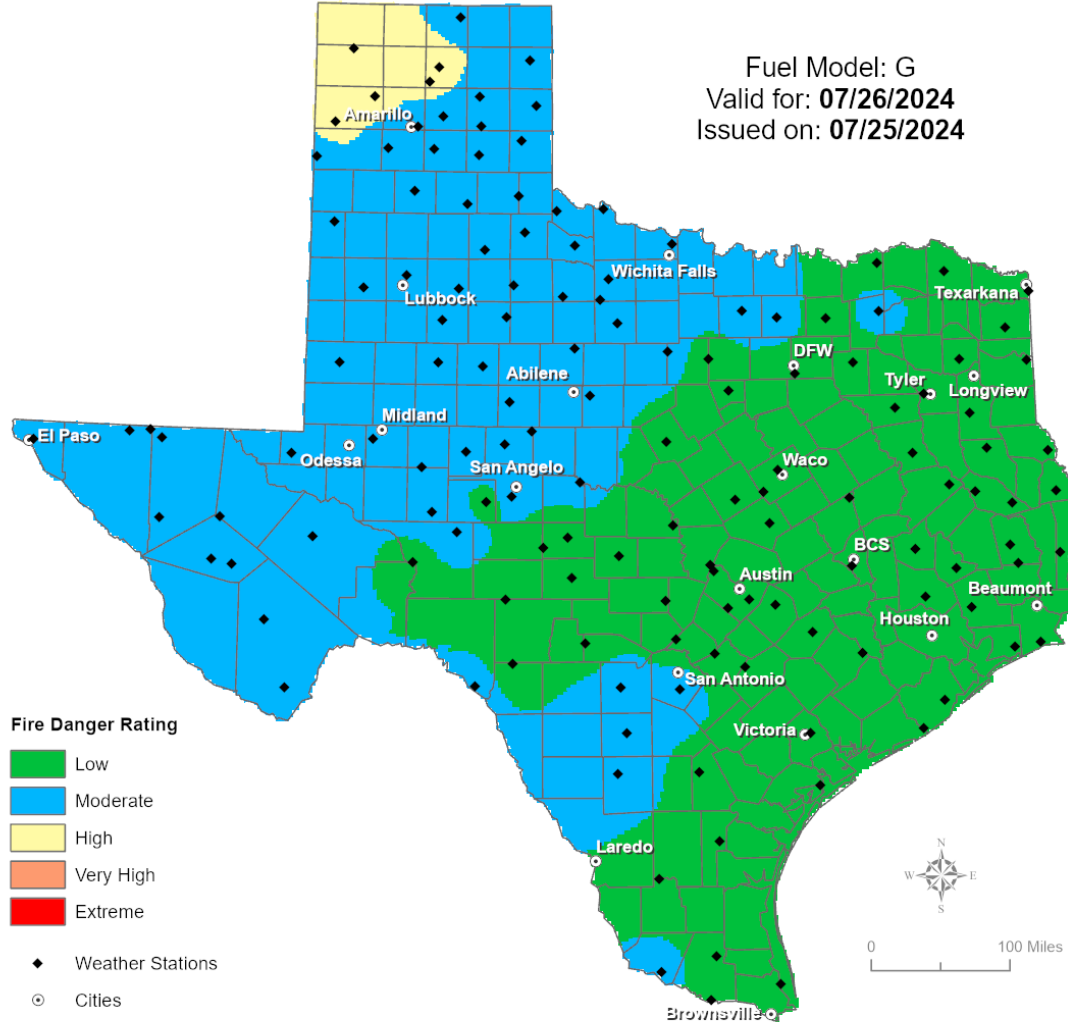 Fuel Model: G
Valid for: 07/26/2024
Issued on: 07/25/2024
Amarillo
Wichita Falls
Lubbock
Texarkana
DFW
Abilene
Tyler
Longview
Midland
El Paso
Odessa
San Angelo
Waco
BCS
Austin
Beaumont
Houston
San Antonio
Victoria
Laredo
Brownsville
Fire Danger Rating
Low
Moderate
High
Very High
Extreme
Weather Stations
Cities
N
W E
S
0 100 Miles